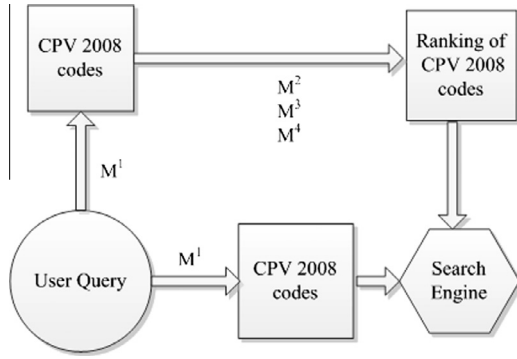 CPV 2008
codes
Ranking of
CPV 2008
codes
M²
M³
M⁴
M¹
User Query
M¹
CPV 2008
codes
Search
Engine